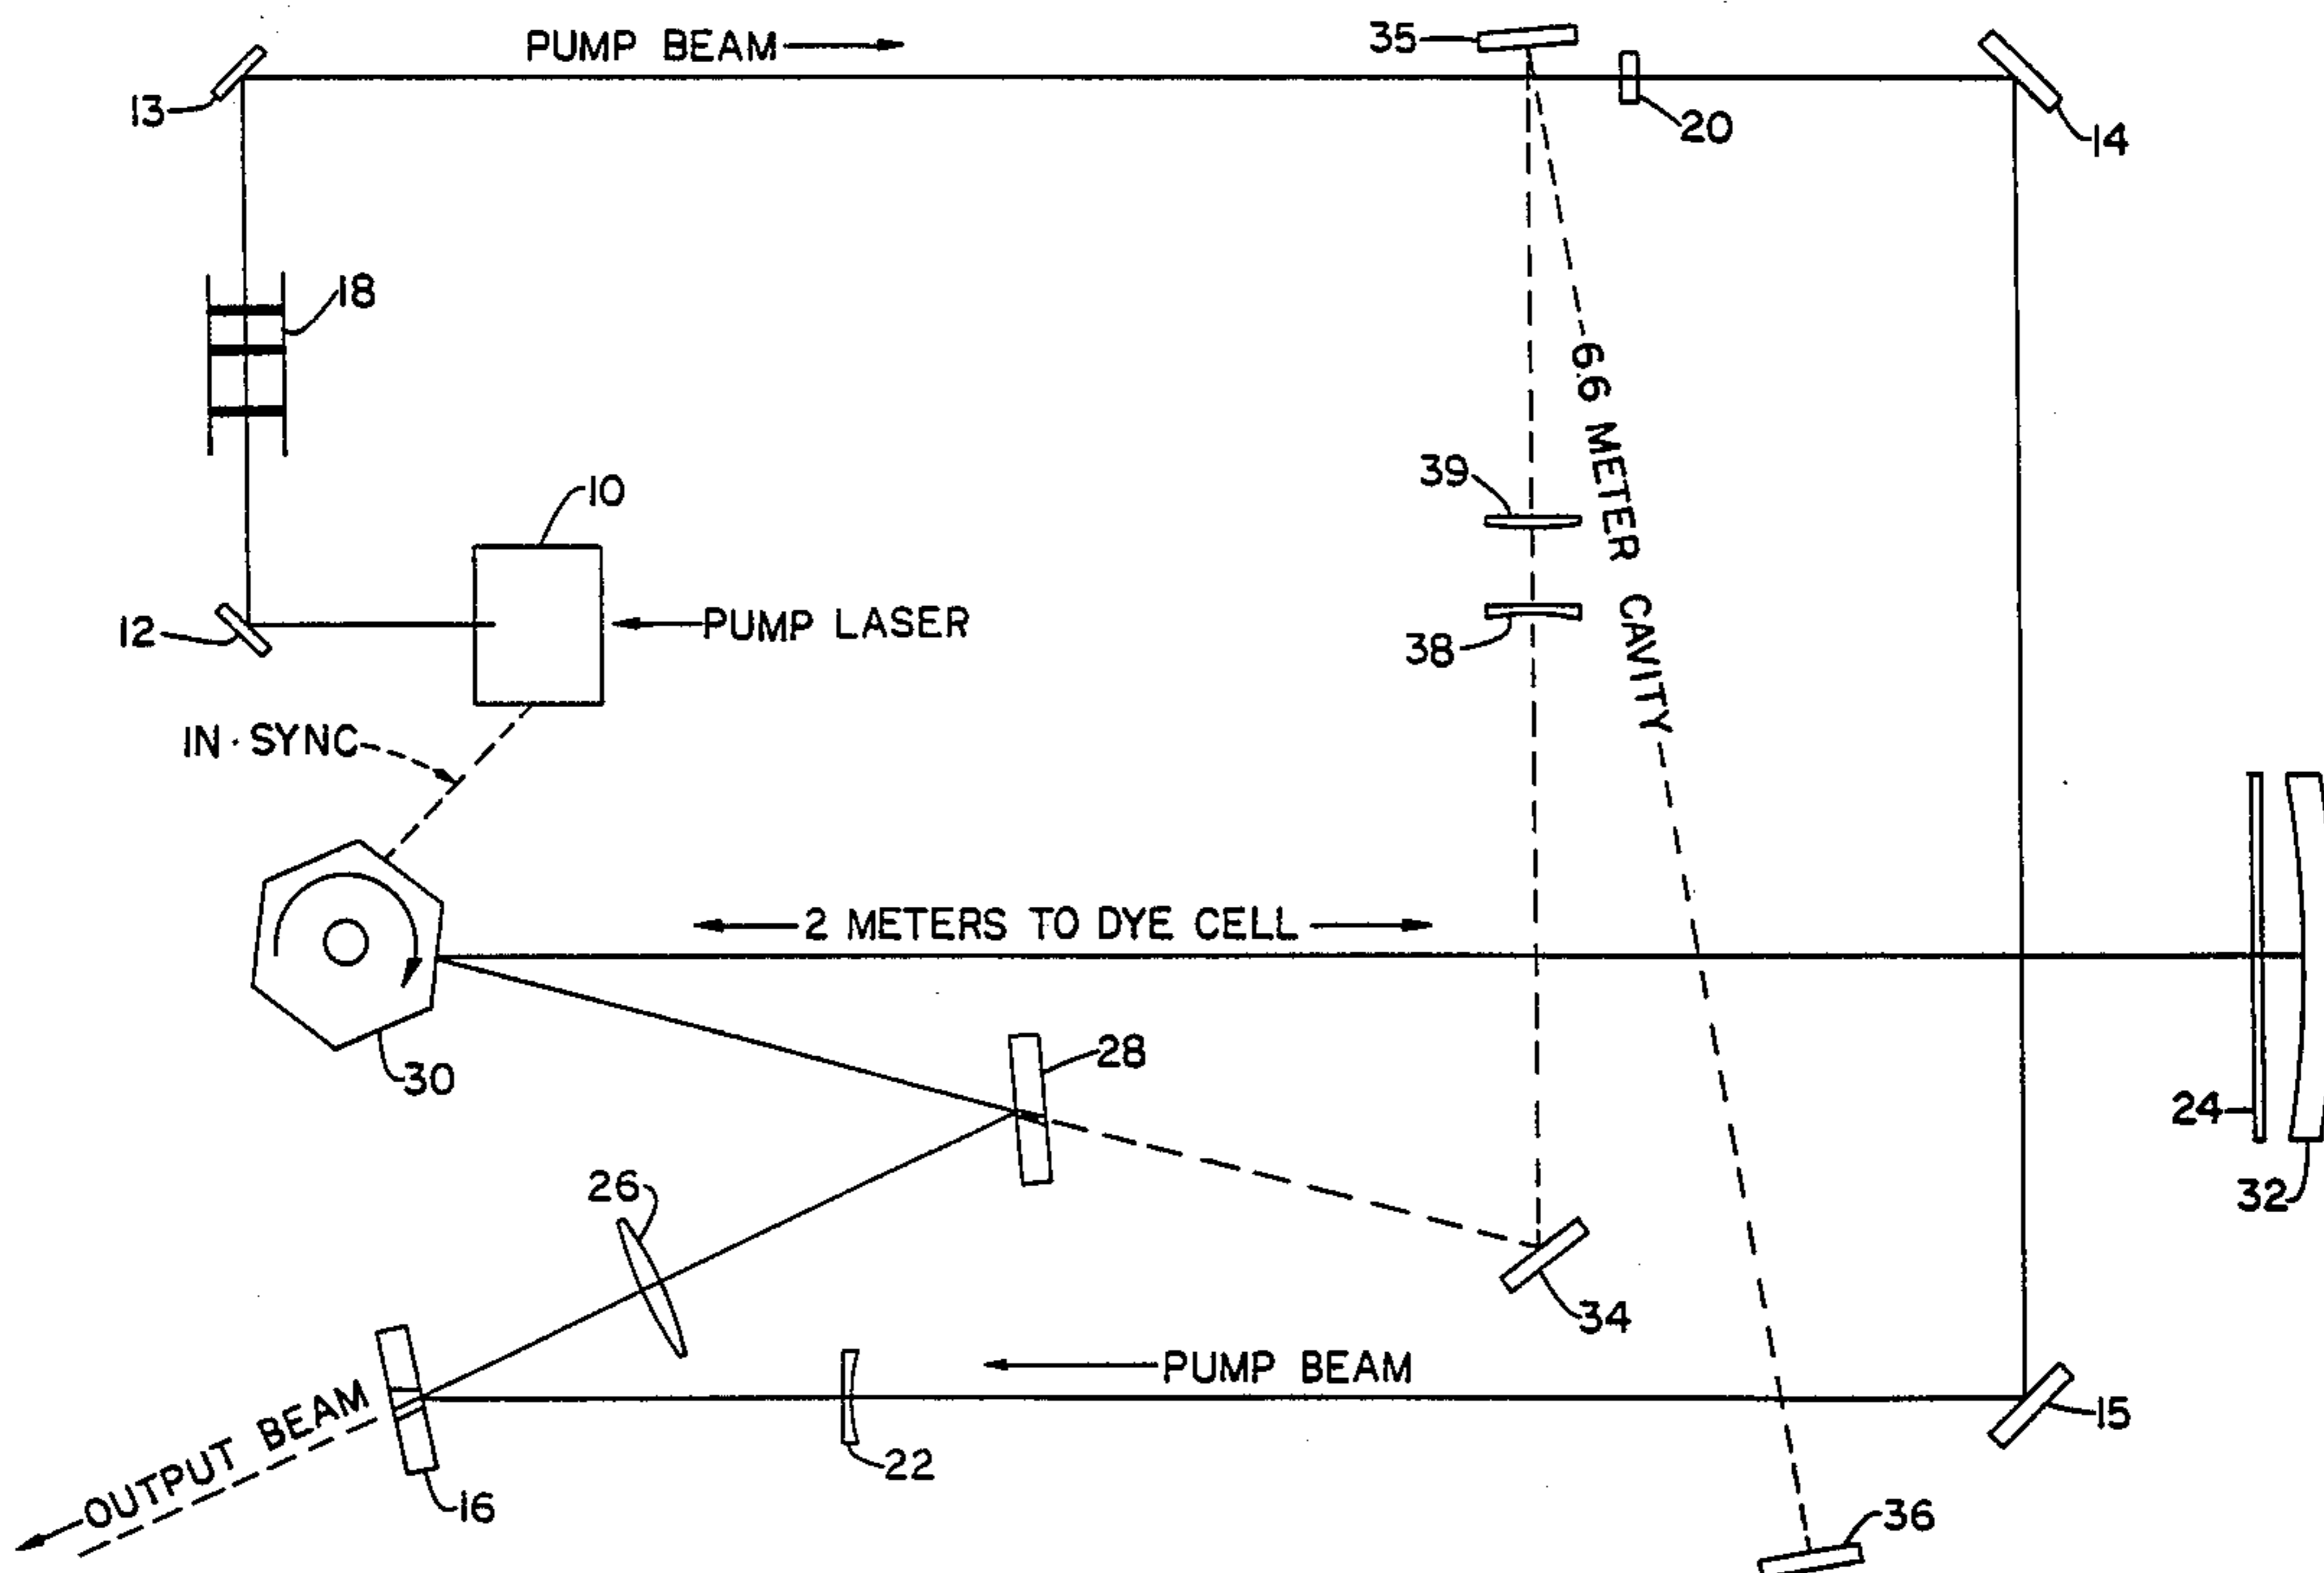 PUMP BEAM
35
13
20
14
18
6.6 METER CAVITY
39
10
12
PUMP LASER
38
IN·SYNC
2 METERS TO DYE CELL
28
30
24
26
32
34
PUMP BEAM
15
OUTPUT BEAM
22
16
36